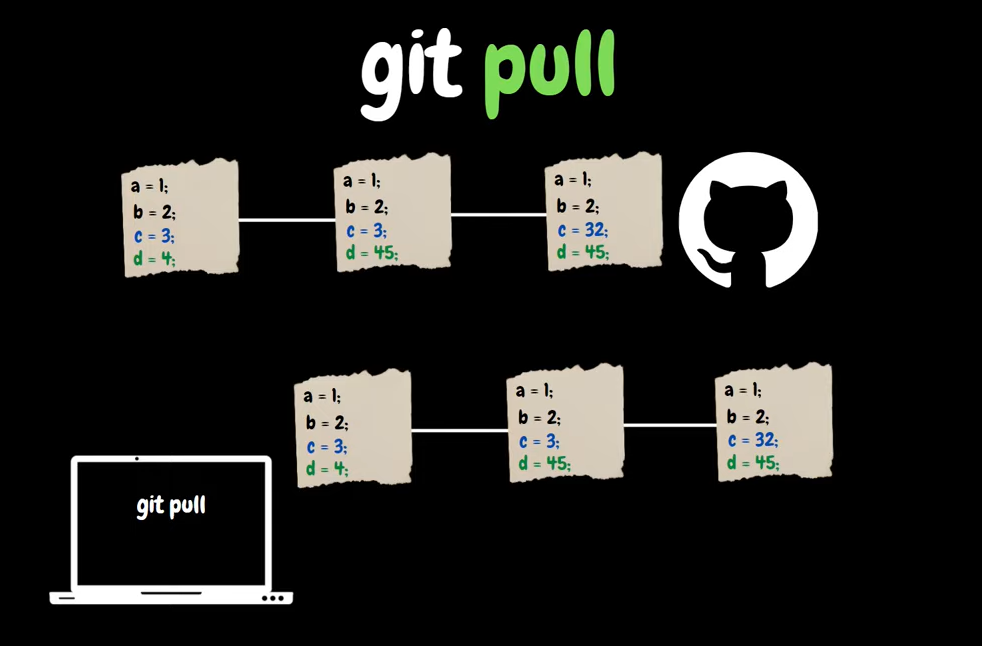 git pull
a = 1;
b = 2;
c = 3;
d = 4;
a = 1;
b = 2;
c = 3;
d = 45;
a = 1;
b = 2;
c = 32;
d = 45;
a = 1;
b = 2;
c = 3;
d = 4;
a = 1;
b = 2;
c = 3;
d = 45;
a = 1;
b = 2;
c = 32;
d = 45;
git pull